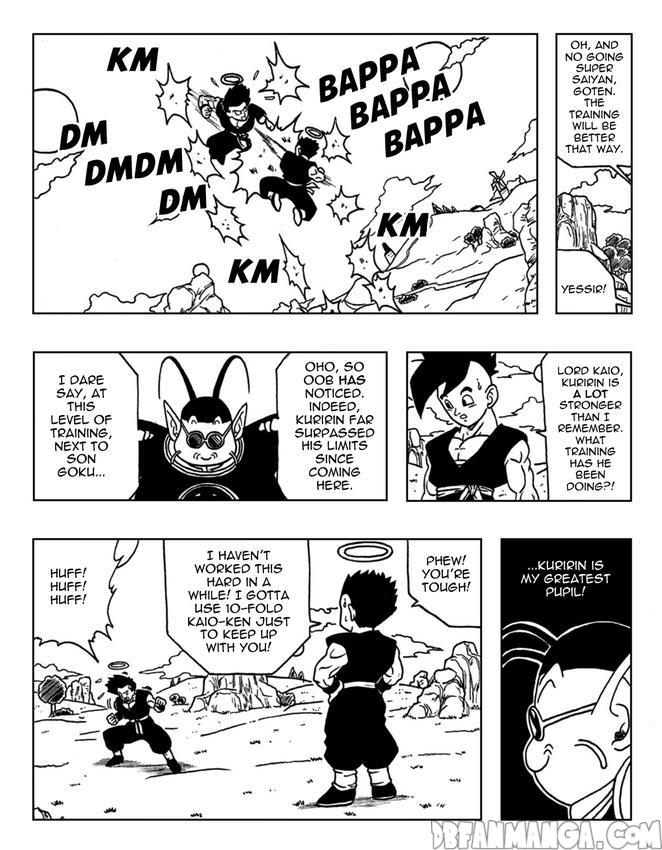 OH, AND
NO GOING
SUPER
SAIYAN,
GOTEN.
THE
TRAINING
WILL BE
BETTER
THAT WAY.
YESSIR!
BAPPA
BAPPA
BAPPA
KM
KM
KM
DM
DMDM
DM
LORD KAIO,
KURIRIN IS
A LOT
STRONGER
THAN I
REMEMBER.
WHAT
TRAINING
HAS HE
BEEN
DOING?!
OHO, SO
OOB HAS
NOTICED.
INDEED,
KURIRIN FAR
SURPASSED
HIS LIMITS
SINCE
COMING
HERE.
I DARE
SAY, AT
THIS
LEVEL OF
TRAINING,
NEXT TO
SON
GOKU...
...KURIRIN IS
MY GREATEST
PUPIL!
PHEW!
YOU'RE
TOUGH!
I HAVEN'T
WORKED THIS
HARD IN A
WHILE! I GOTTA
USE 10-FOLD
KAIO-KEN JUST
TO KEEP UP
WITH YOU!
HUFF!
HUFF!
HUFF!
DBFANMANGA.COM